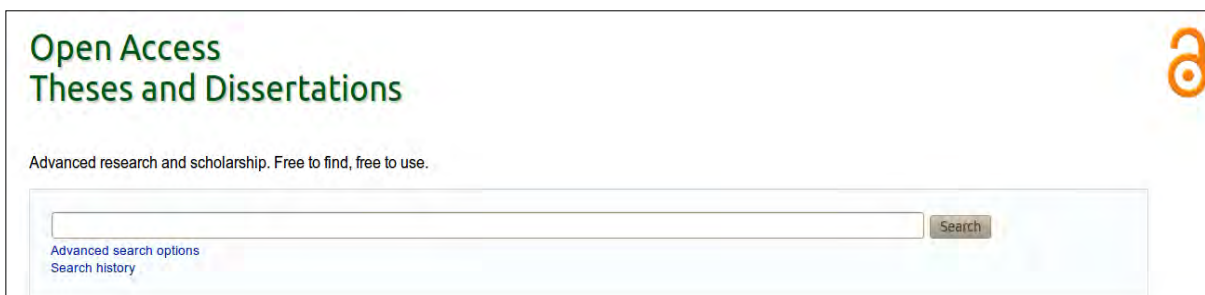 Open Access
Theses and Dissertations
Advanced research and scholarship. Free to find, free to use.
Search
Advanced search options
Search history